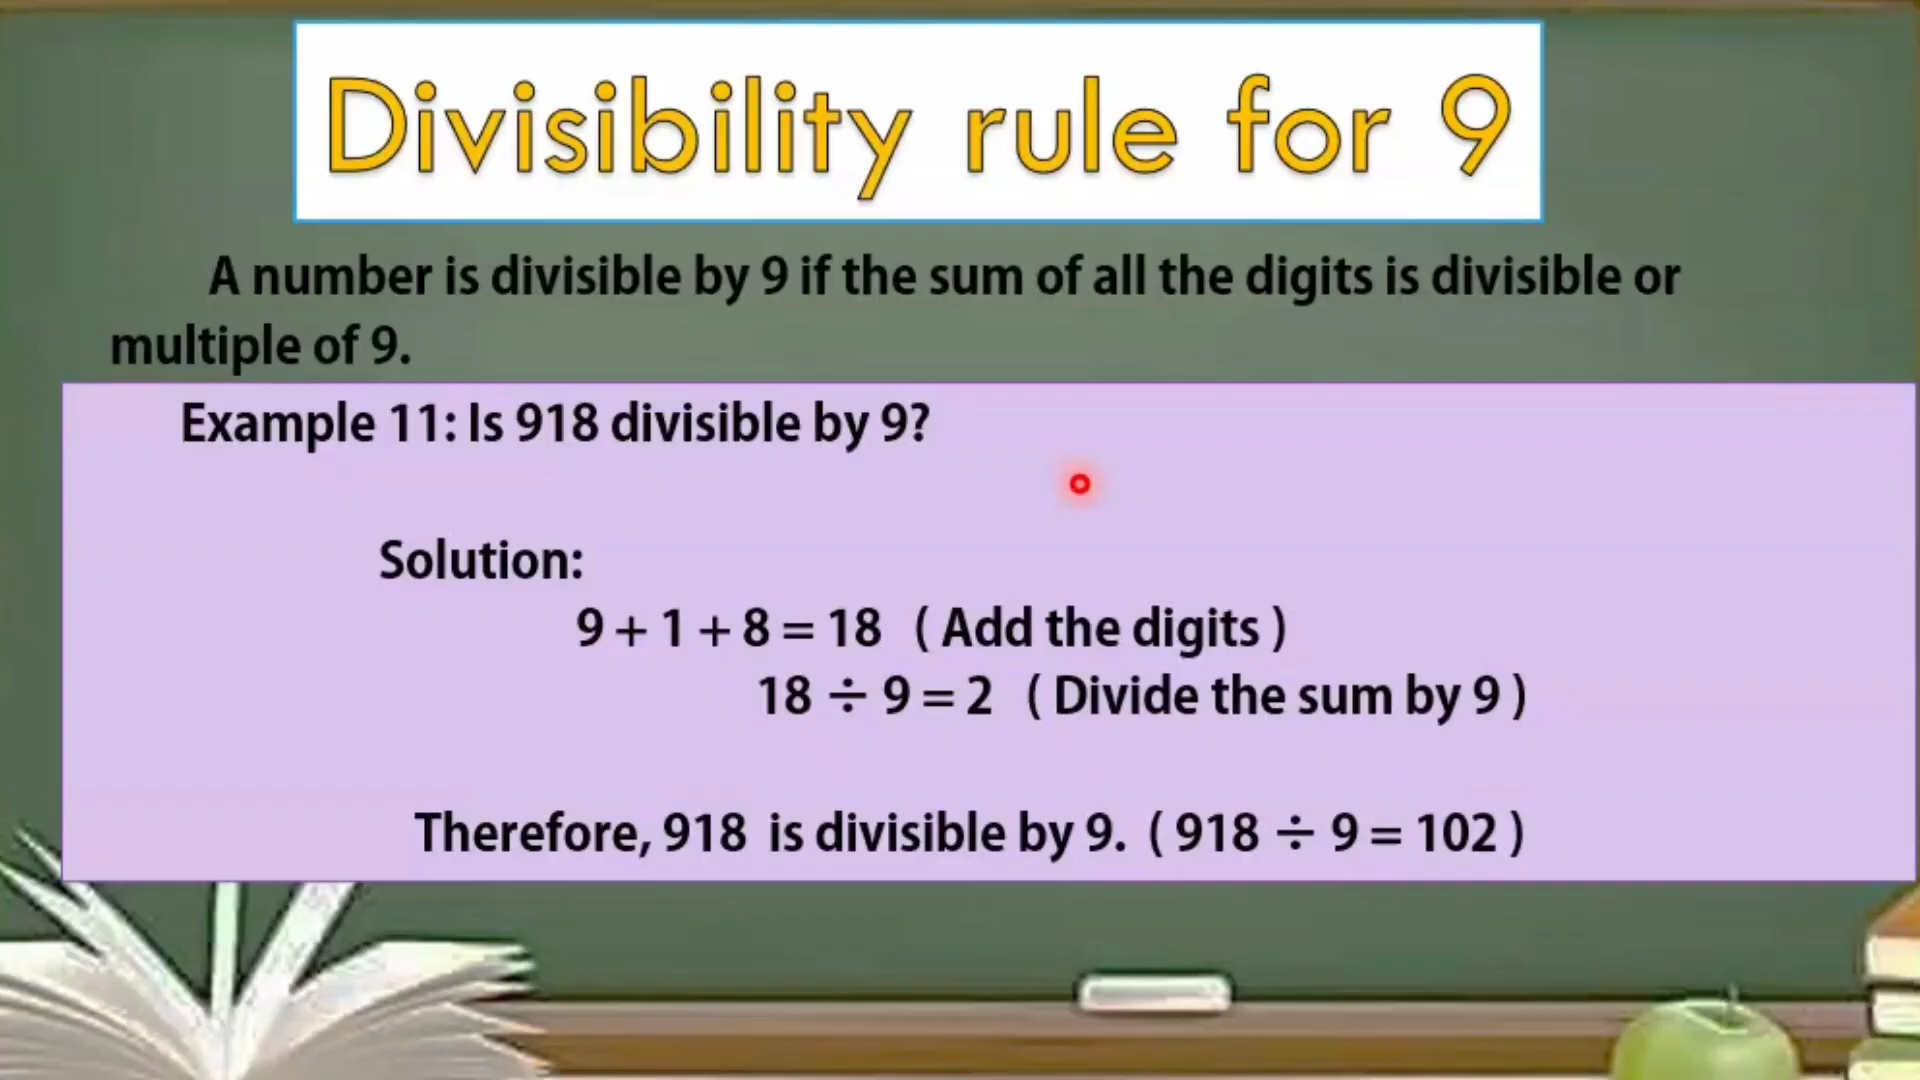 Divisibility rule for 9
A number is divisible by 9 if the sum of all the digits is divisible or
multiple of 9.
Example 11: Is 918 divisible by 9?
Solution:
9 + 1 + 8 = 18 ( Add the digits )
18 ÷ 9 = 2 ( Divide the sum by 9 )
Therefore, 918 is divisible by 9. ( 918 ÷ 9 = 102 )